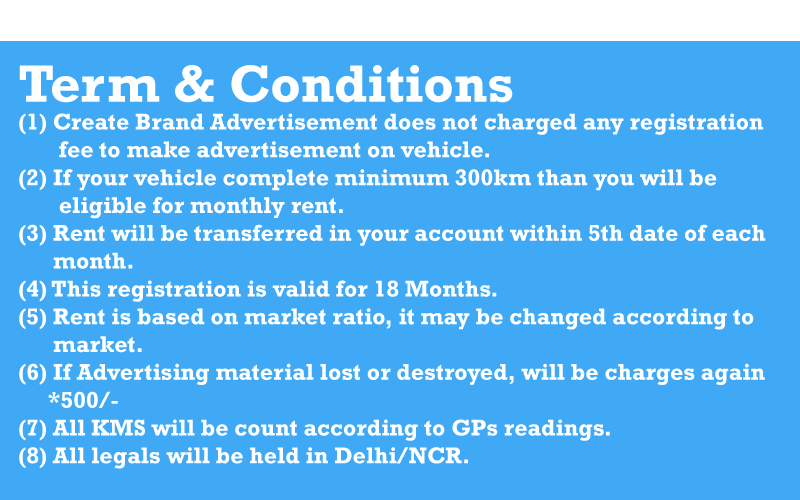 Term & Conditions
(1) Create Brand Advertisement does not charged any registration
fee to make advertisement on vehicle.
(2) If your vehicle complete minimum 300km than you will be
eligible for monthly rent.
(3) Rent will be transferred in your account within 5th date of each
month.
(4) This registration is valid for 18 Months.
(5) Rent is based on market ratio, it may be changed according to
market.
(6) If Advertising material lost or destroyed, will be charges again
*500/-
(7) All KMS will be count according to GPs readings.
(8) All legals will be held in Delhi/NCR.